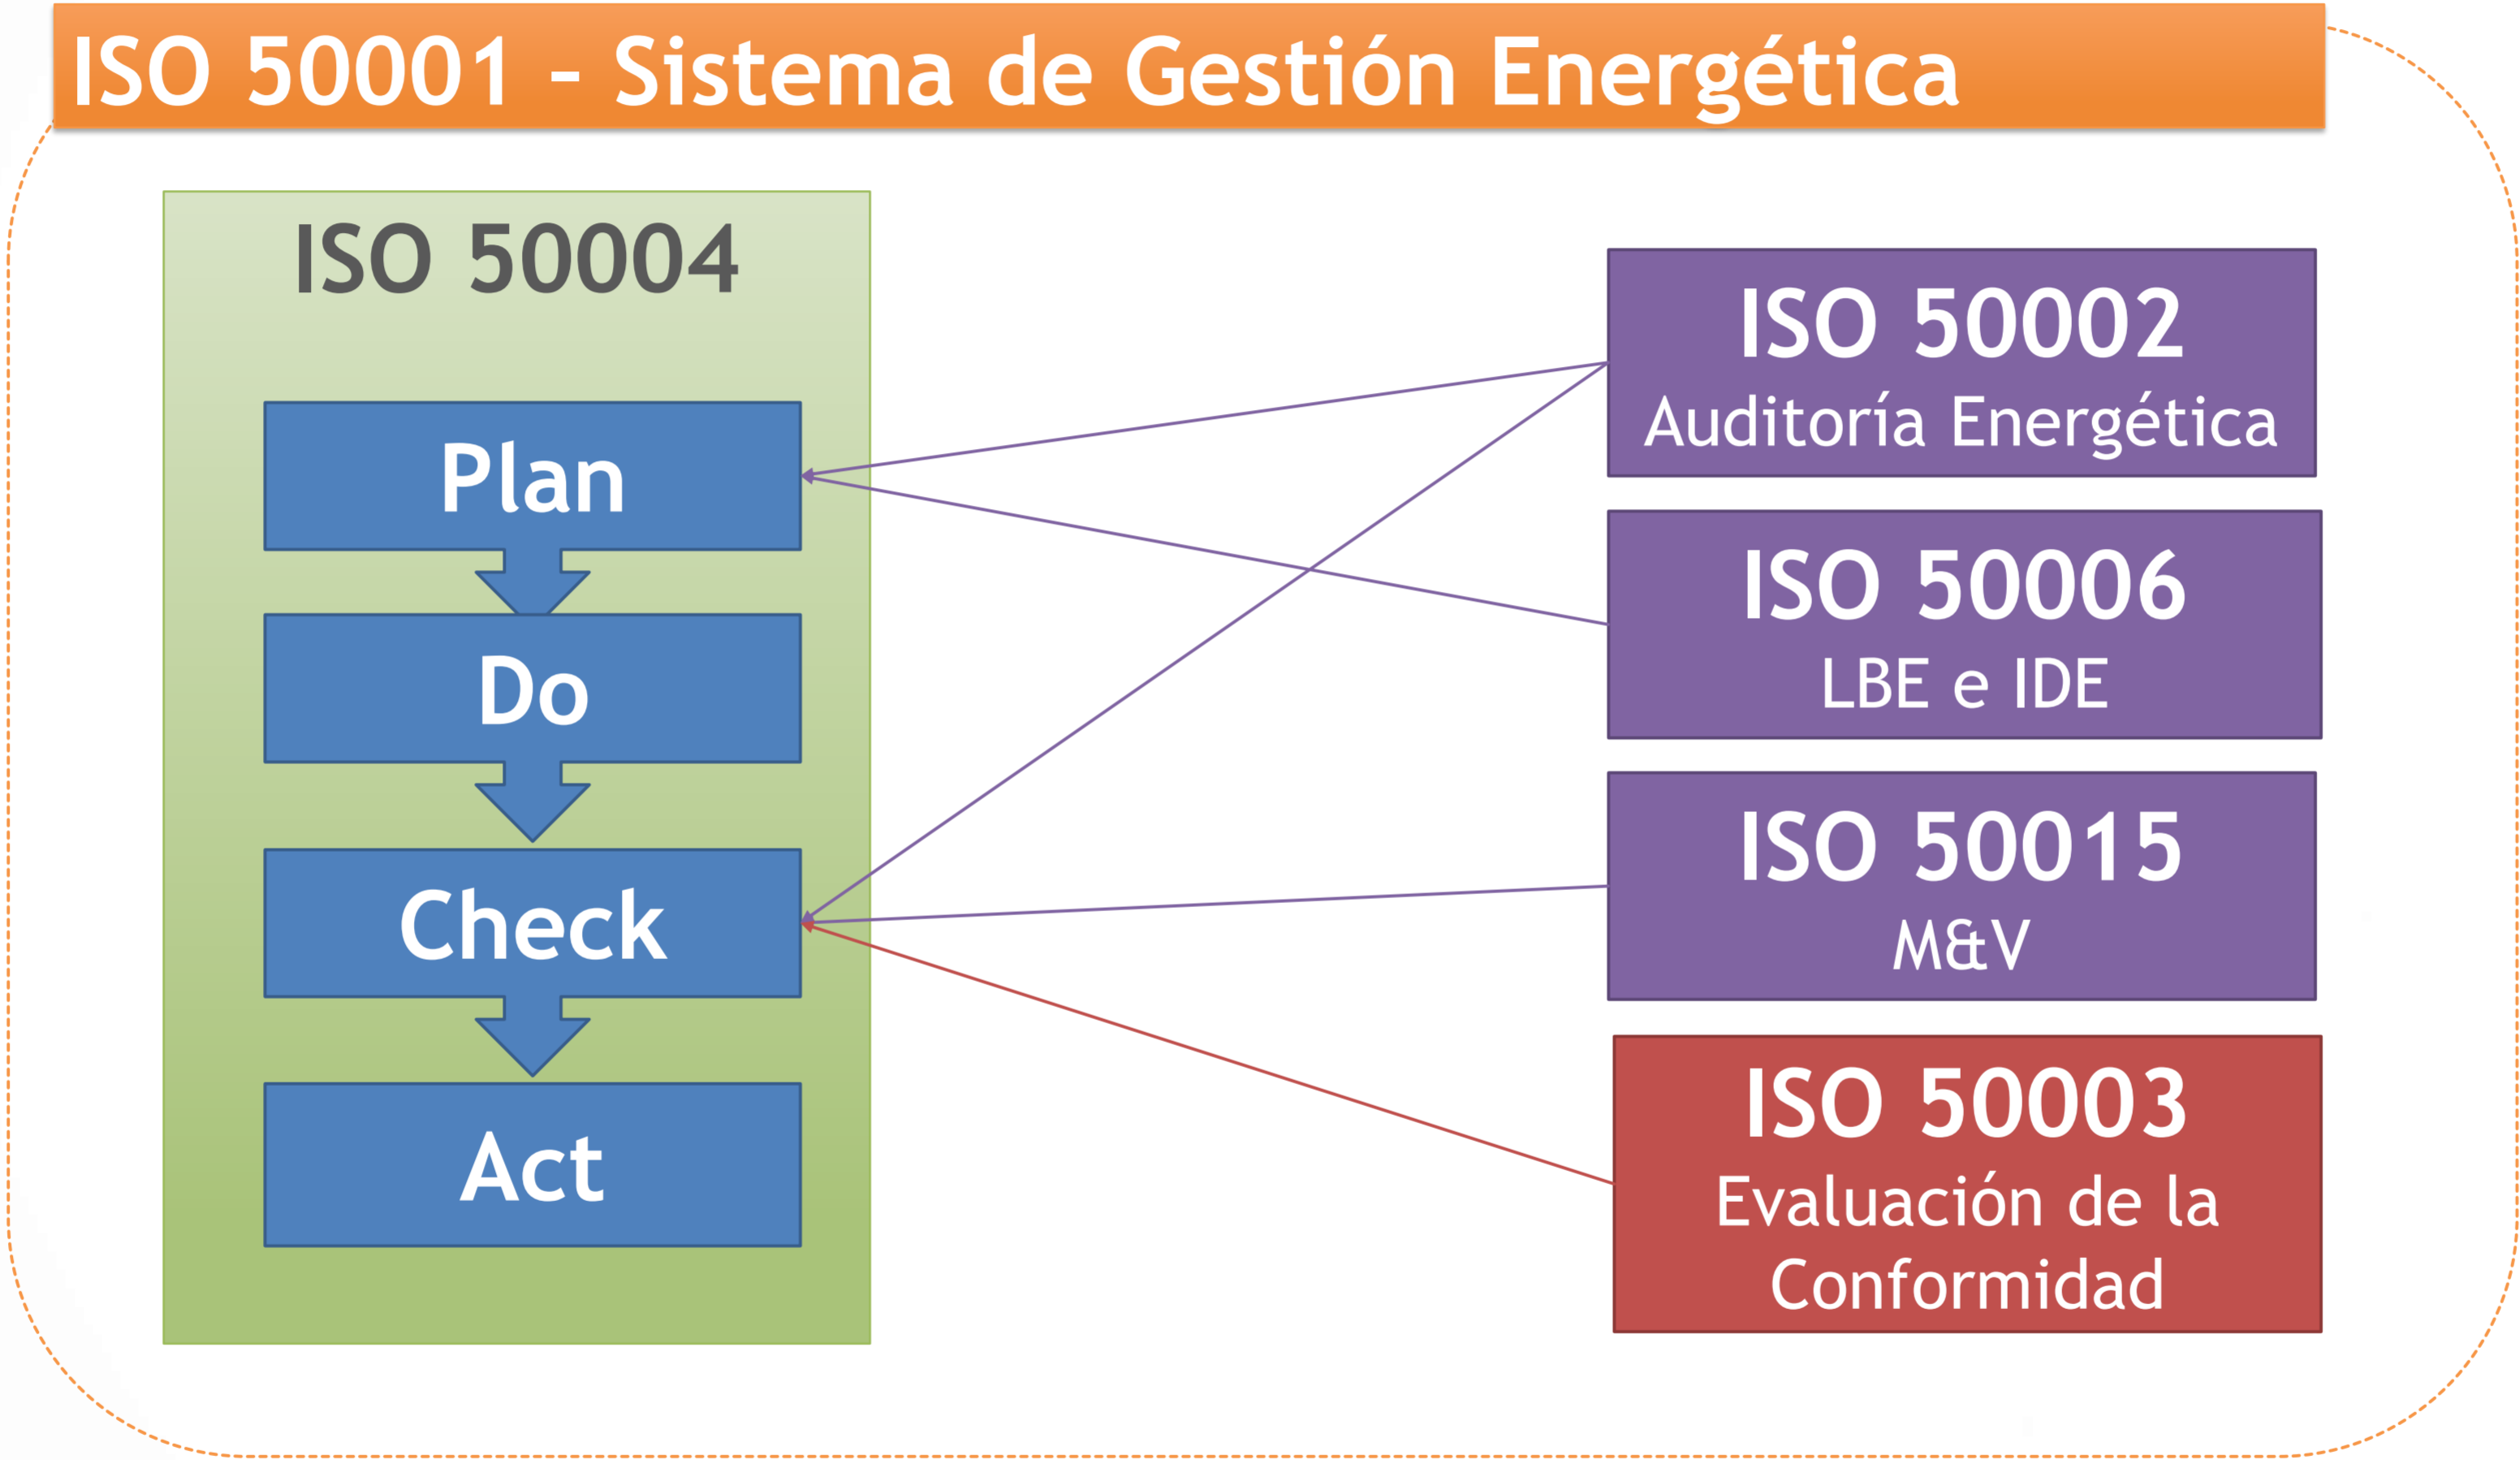 ISO 50001 - Sistema de Gestión Energética
ISO 50004
Plan
Do
Check
Act
ISO 50002
Auditoría Energética
ISO 50006
LBE e IDE
ISO 50015
M&V
ISO 50003
Evaluación de la
Conformidad